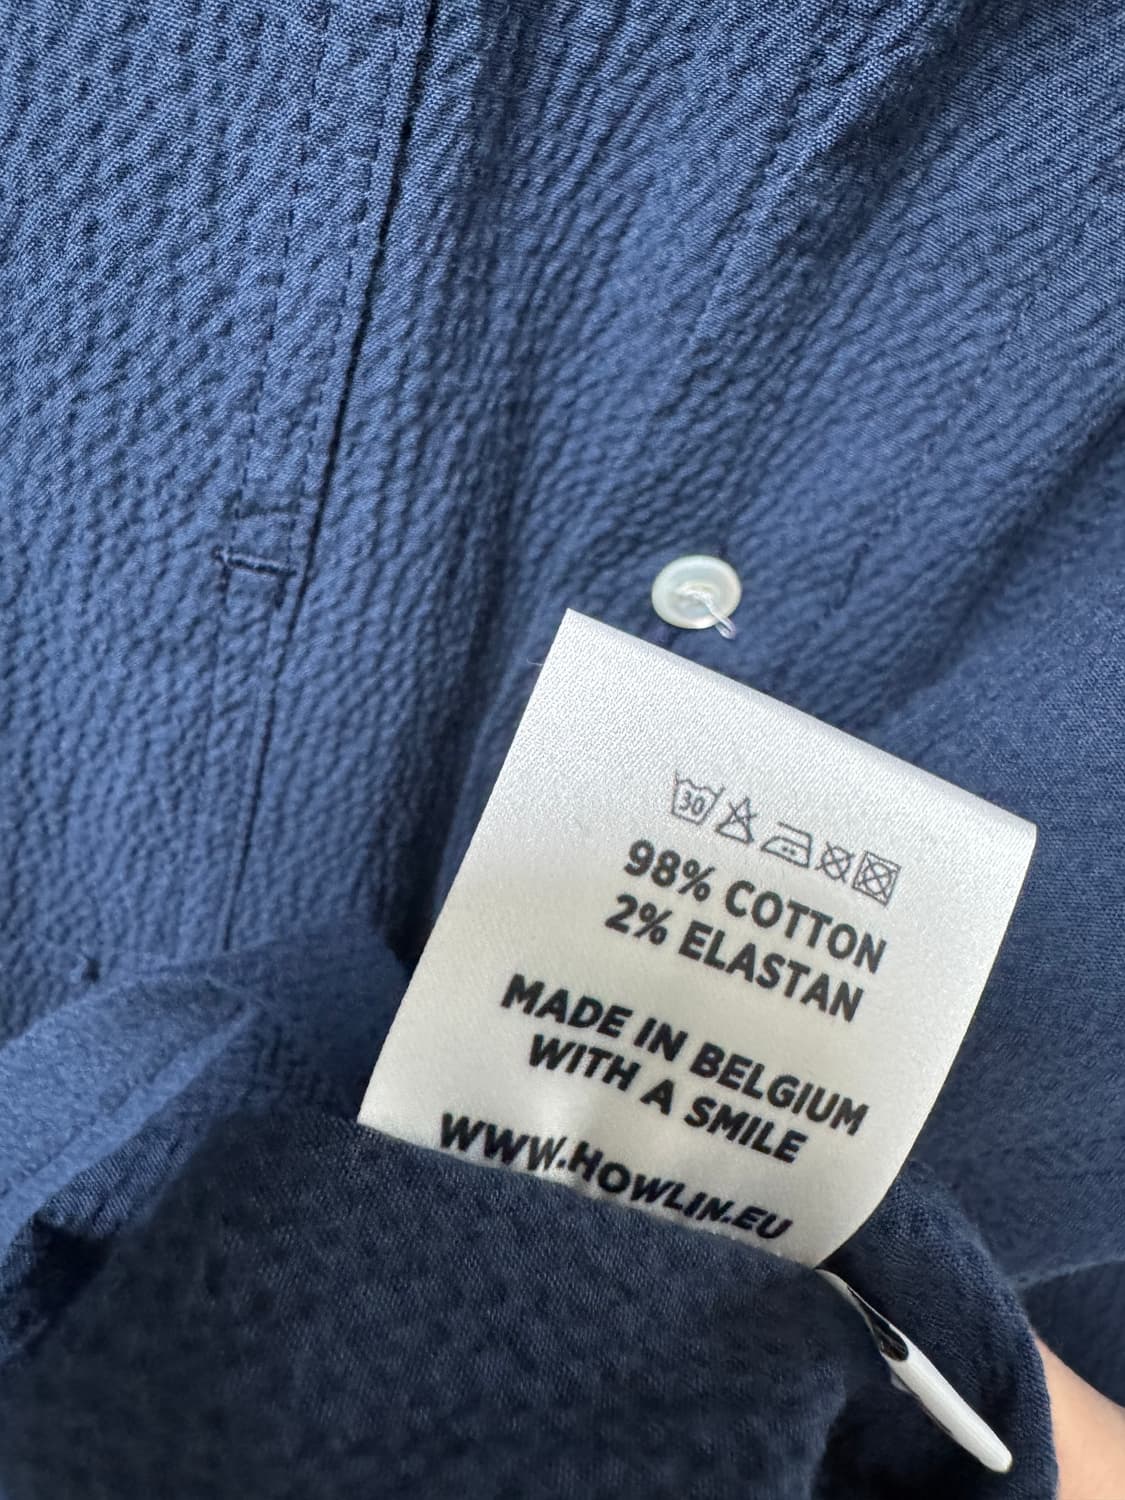 30
98% COTTON
2% ELASTAN
MADE IN BELGIUM
WITH A SMILE
WWW.HOWLIN.EU